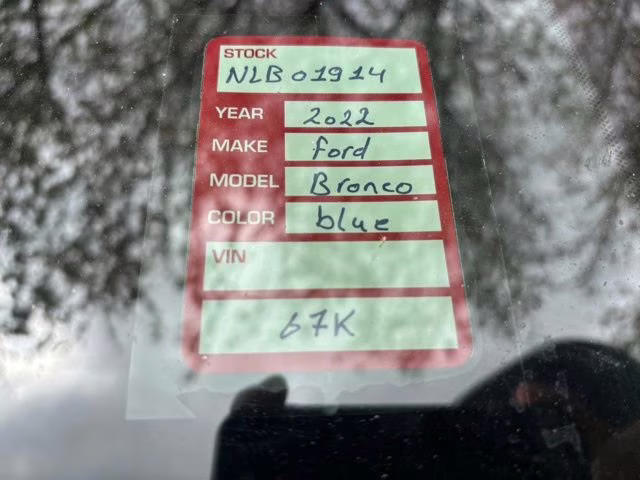 STOCK
NLB01914
YEAR 2022
MAKE Ford
MODEL Bronco
COLOR blue
VIN
67K